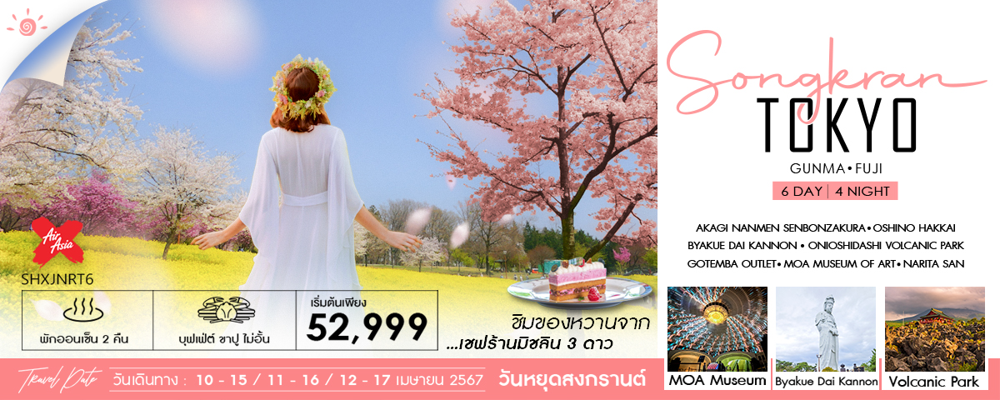 Air
Asia
SHXJNRT6
พักออนเซ็น 2 คืน
บุฟเฟ่ต์ ขาปู ไม่อั้น
เริ่มต้นเพียง
52,999
ชิมของหวานจาก
...เชฟร้านมิชลิน 3 ดาว
Travel Date
วันเดินทาง : 10 - 15 / 11 - 16 / 12 - 17 เมษายน 2567
วันหยุดสงกรานต์
Songkran
TOKYO
GUNMA•FUJI
6 DAY | 4 NIGHT
AKAGI NANMEN SENBONZAKURA• OSHINO HAKKAI
BYAKUE DAI KANNON • ONIOSHIDASHI VOLCANIC PARK
GOTEMBA OUTLET• MOA MUSEUM OF ART• NARITA SAN
MOA Museum
Byakue Dai Kannon
Volcanic Park